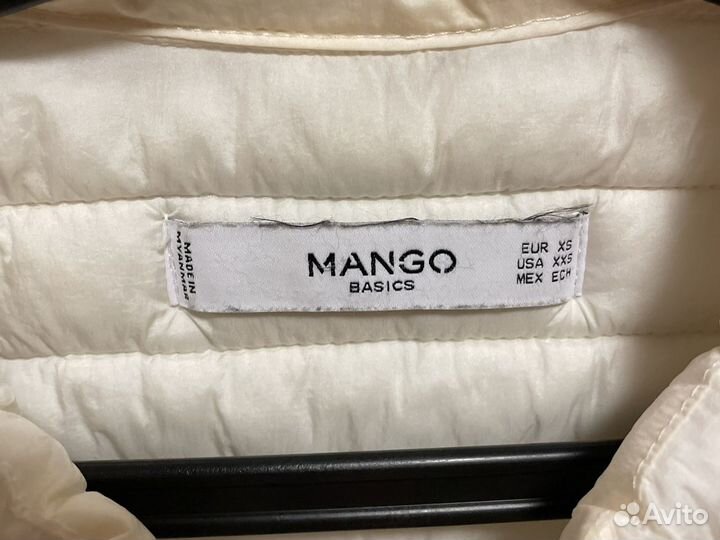 MADE IN
MYANMAR
MANGO
BASICS
EUR XS
USA XXS
MEX ECH
Avito